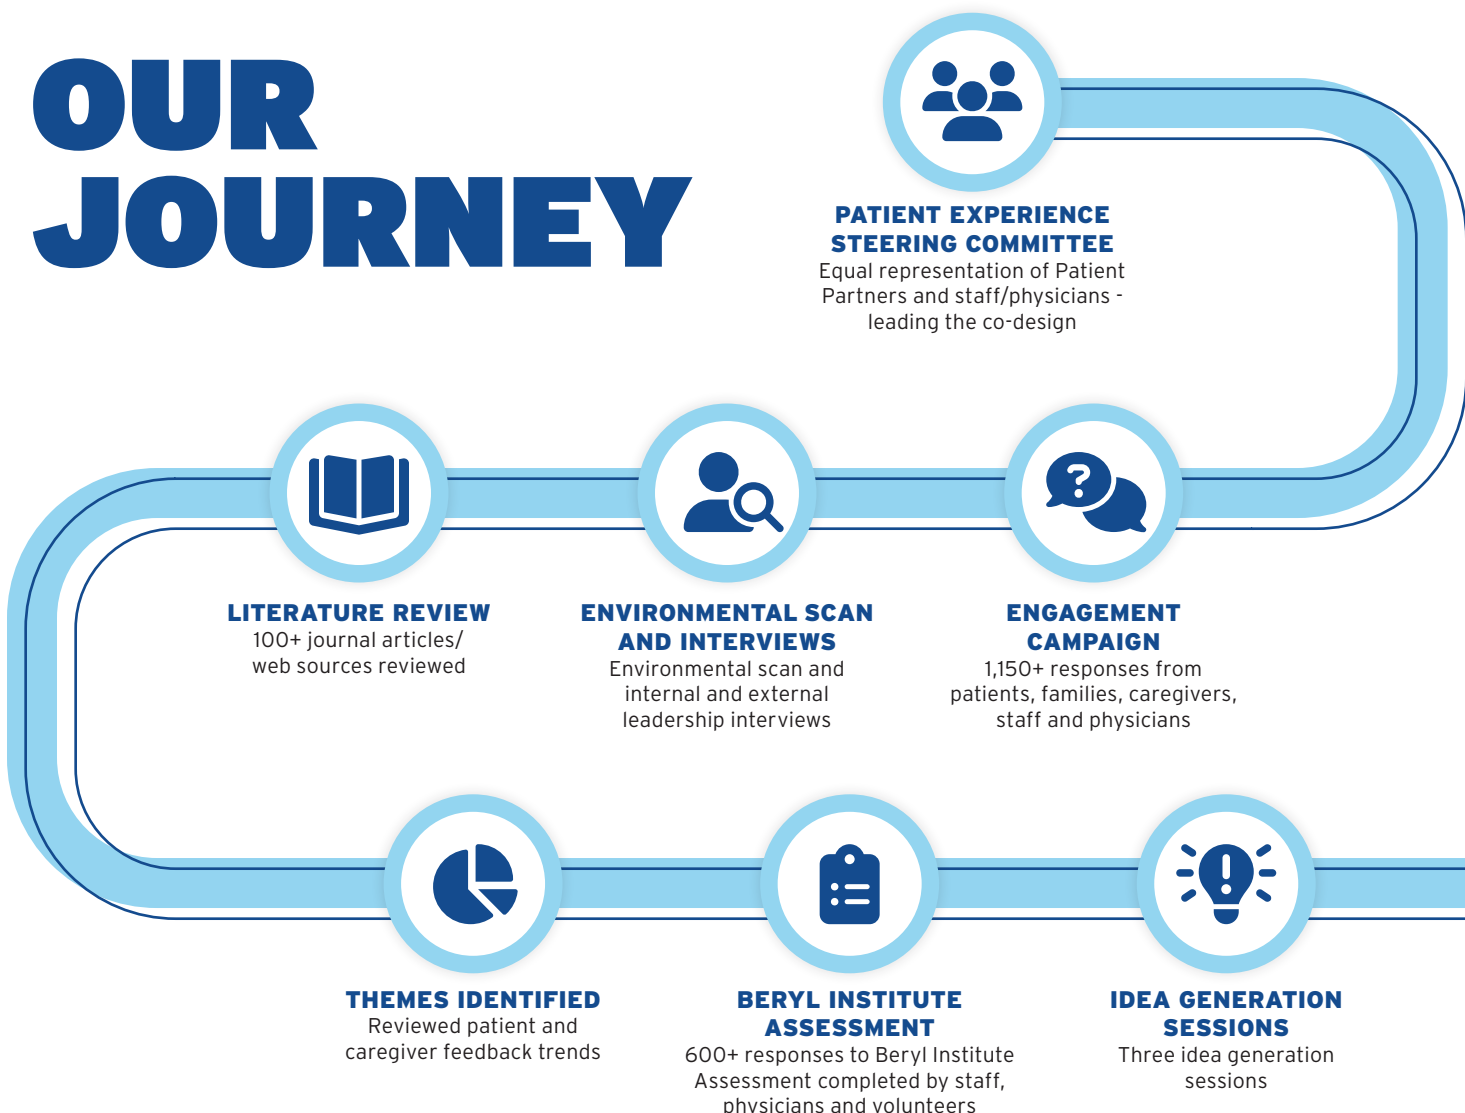 OUR
JOURNEY
PATIENT EXPERIENCE
STEERING COMMITTEE
Equal representation of Patient
Partners and staff/physicians -
leading the co-design
LITERATURE REVIEW
100+ journal articles/
web sources reviewed
ENVIRONMENTAL SCAN
AND INTERVIEWS
Environmental scan and
internal and external
leadership interviews
ENGAGEMENT
CAMPAIGN
1,150+ responses from
patients, families, caregivers,
staff and physicians
THEMES IDENTIFIED
Reviewed patient and
caregiver feedback trends
BERYL INSTITUTE
ASSESSMENT
600+ responses to Beryl Institute
Assessment completed by staff,
physicians and volunteers
IDEA GENERATION
SESSIONS
Three idea generation
sessions